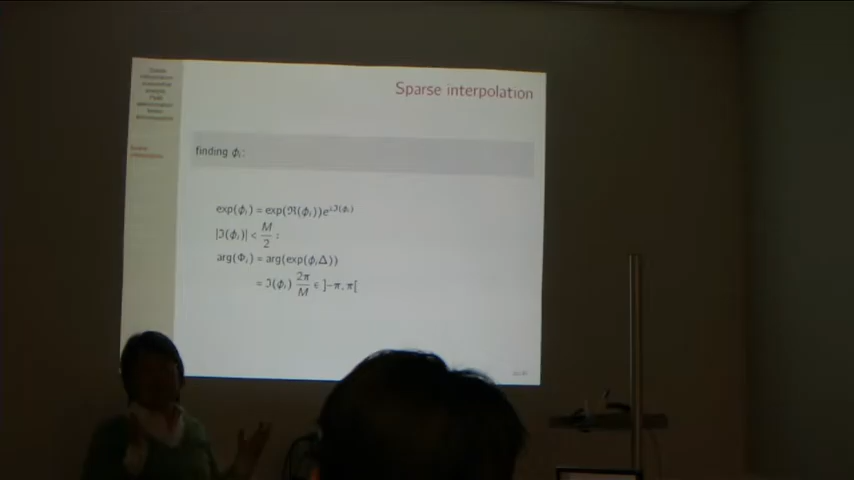 Sparse interpolation
finding ϕᵢ:
exp(ϕᵢ) = exp(ℜ(ϕᵢ))e^{iℑ(ϕᵢ)}
|ℑ(ϕᵢ)| < M/2 :
arg(Φᵢ) = arg(exp(ϕᵢΔ))
= ℑ(ϕᵢ) 2π/M ∈ ]−π, π[